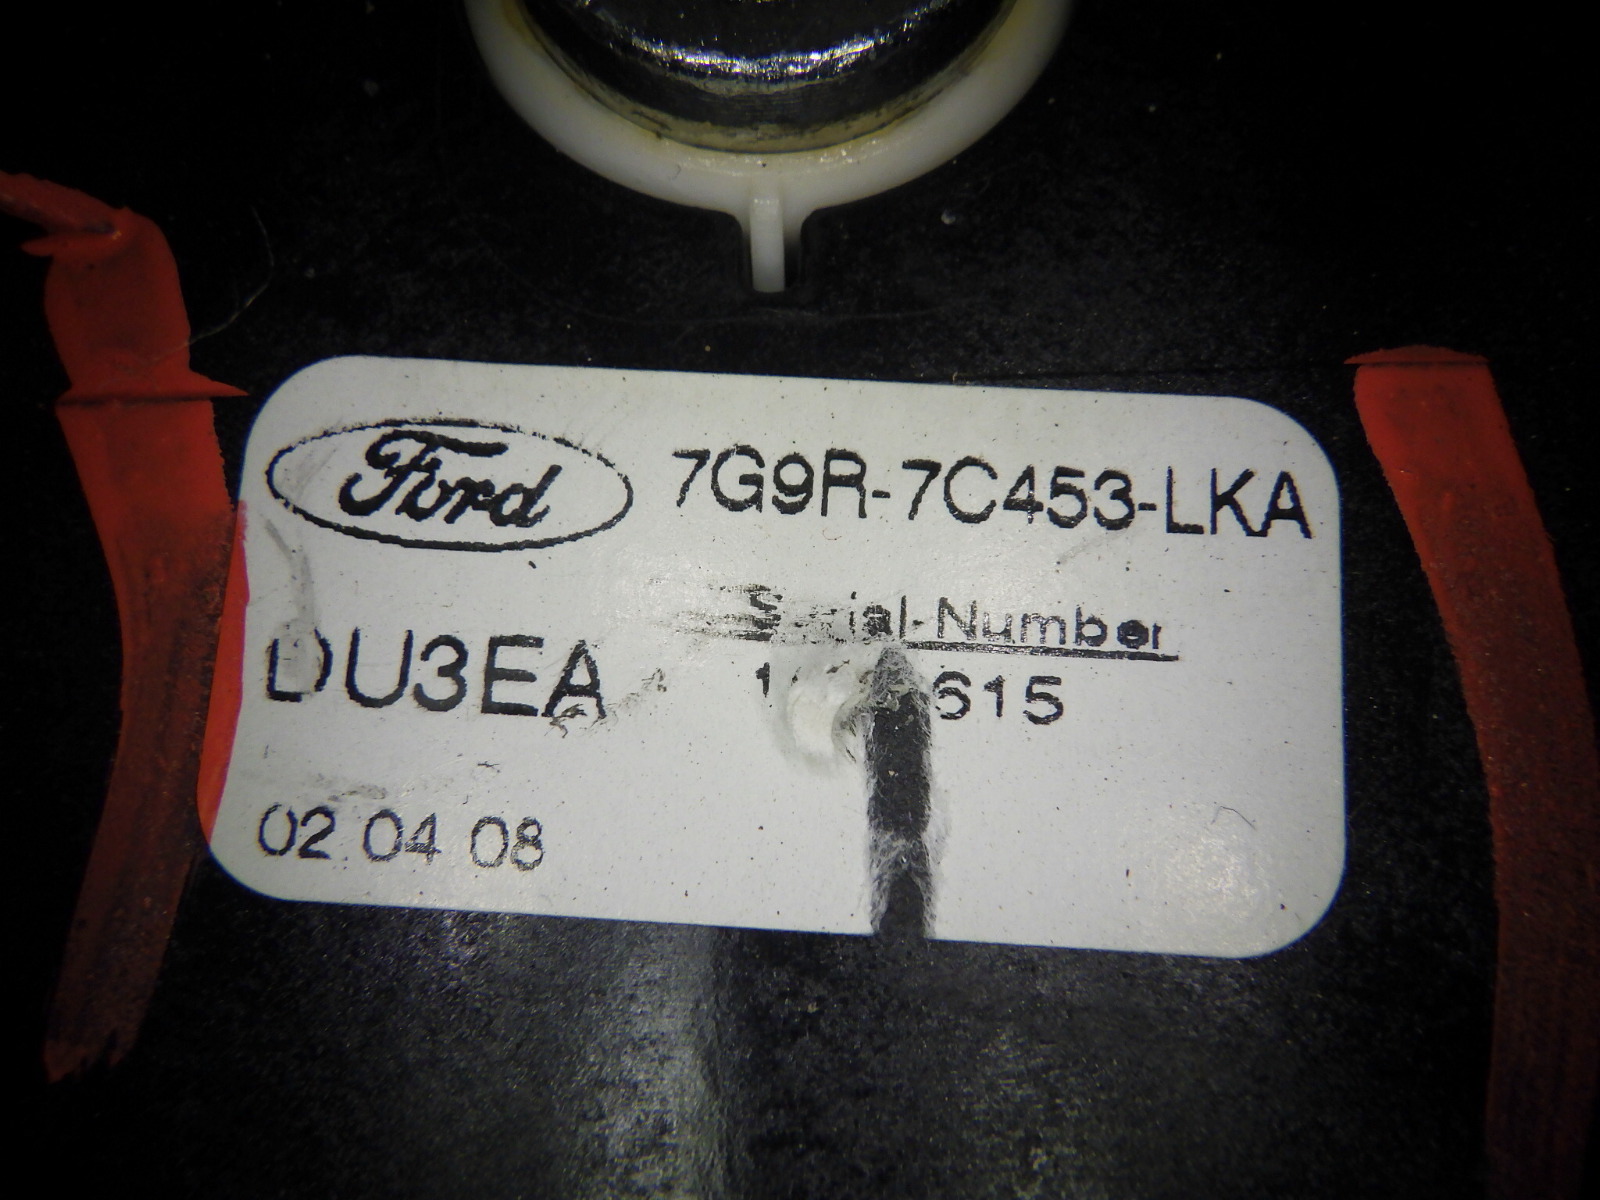 Ford 7G9R-7C453-LKA
Serial Number
DU3EA
02 04 08